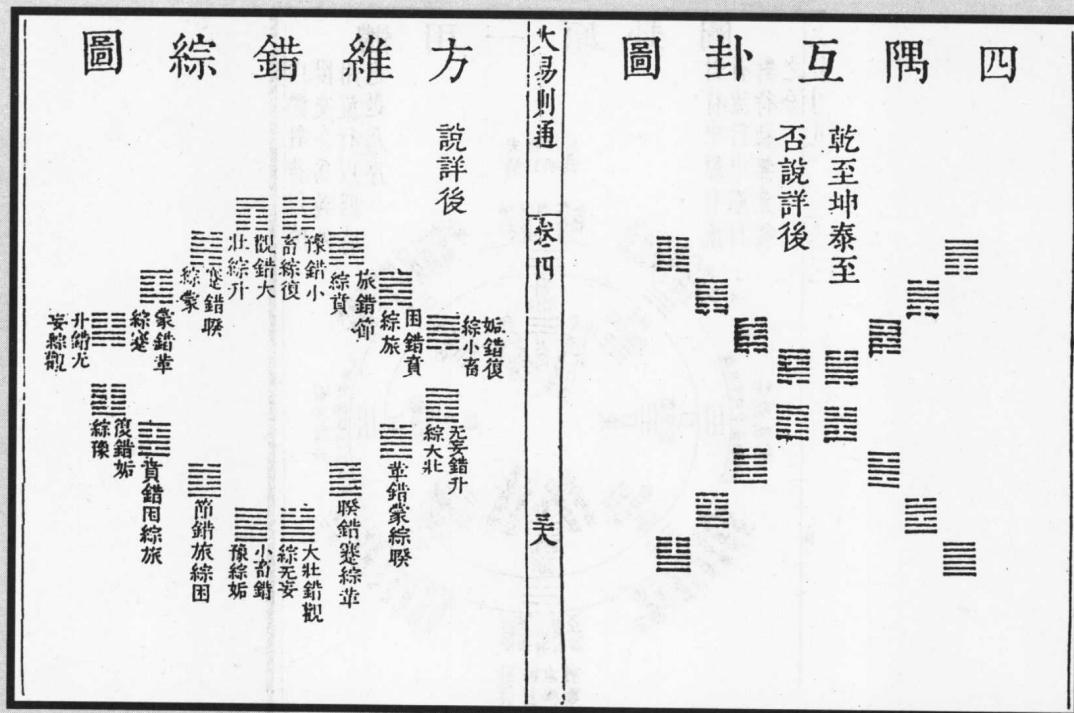 四隅互卦圖
乾至坤泰至
否說詳後
大易則通
卷四
三八
方維錯綜圖
說詳後
姤錯復
綜小畜
无妄錯升
綜大壯
困錯賁
綜旅
革錯蒙綜睽
旅錯節
綜賁
睽錯蹇綜革
豫錯小
畜綜復
大壯錯觀
綜无妄
觀錯大
壯綜升
小畜錯
豫綜姤
蹇錯睽
綜蒙
節錯旅綜困
蒙錯革
綜蹇
賁錯困綜旅
升錯无
妄綜觀
復錯姤
綜豫